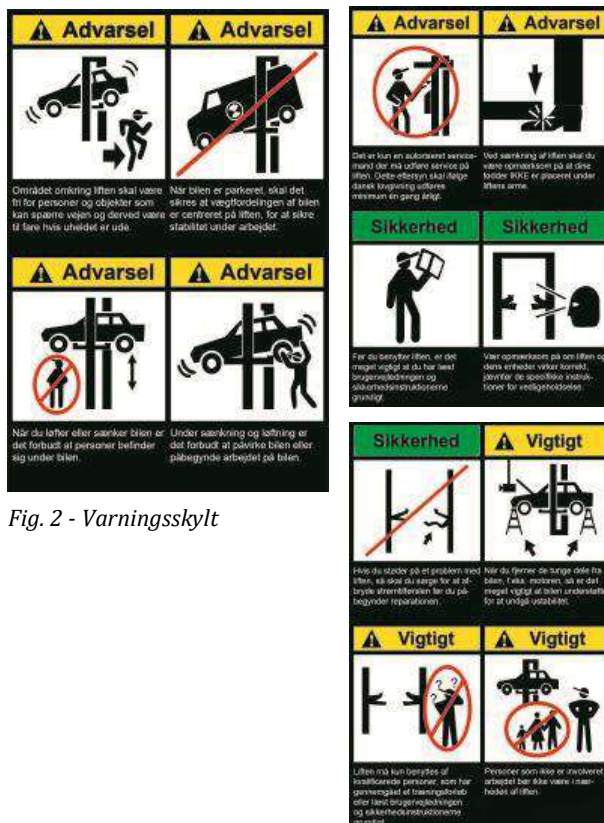 Advarsel
Området omkring liften skal være
fri for personer og objekter som
kan spærre vejen og derved være
til fare hvis uheldet er ude.
Advarsel
Når bilen er parkeret, skal det
sikres at vægtfordelingen af bilen
er centreret på liften, for at sikre
stabilitet under arbejdet.
Advarsel
Når du løfter eller sænker bilen er
det forbudt at personer befinder
sig under bilen.
Advarsel
Under sænkning og løftning er
det forbudt at påvirke bilen eller
påbegynde arbejdet på bilen.
Fig. 2 - Varningsskylt
Advarsel
Det er kun en autoriseret service-
mand der må udføre service på
liften. Dette eftersyn skal ifølge
dansk lovgivning udføres
minimum én gang årligt.
Advarsel
Ved sænkning af liften skal du
være opmærksom på at dine
fødder IKKE er placeret under
liftens arme.
Sikkerhed
Før du benytter liften, er det
meget vigtigt at du har læst
brugervejledningen og
sikkerhedsinstruktionerne
grundigt.
Sikkerhed
Vær opmærksom på om liften og
dens enheder virker korrekt,
jævnfør de specifikke instruk-
tioner for vedligeholdelse.
Sikkerhed
Hvis du støder på et problem med
liften, så skal du sørge for at af-
bryde strømtilførslen før du på-
begynder reparationen.
Vigtigt
Når du fjerner de tunge dele fra
bilen, f.eks. motoren, så er det
meget vigtigt at bilen understøttes
for at undgå ustabilitet.
Vigtigt
Liften må kun benyttes af
kvalificerede personer, som har
gennemgået et træningsforløb
eller læst brugervejledningen
og sikkerhedsinstruktionerne
grundigt.
Vigtigt
Personer som ikke er involveret i
arbejdet bør ikke være i nær-
heden af liften.